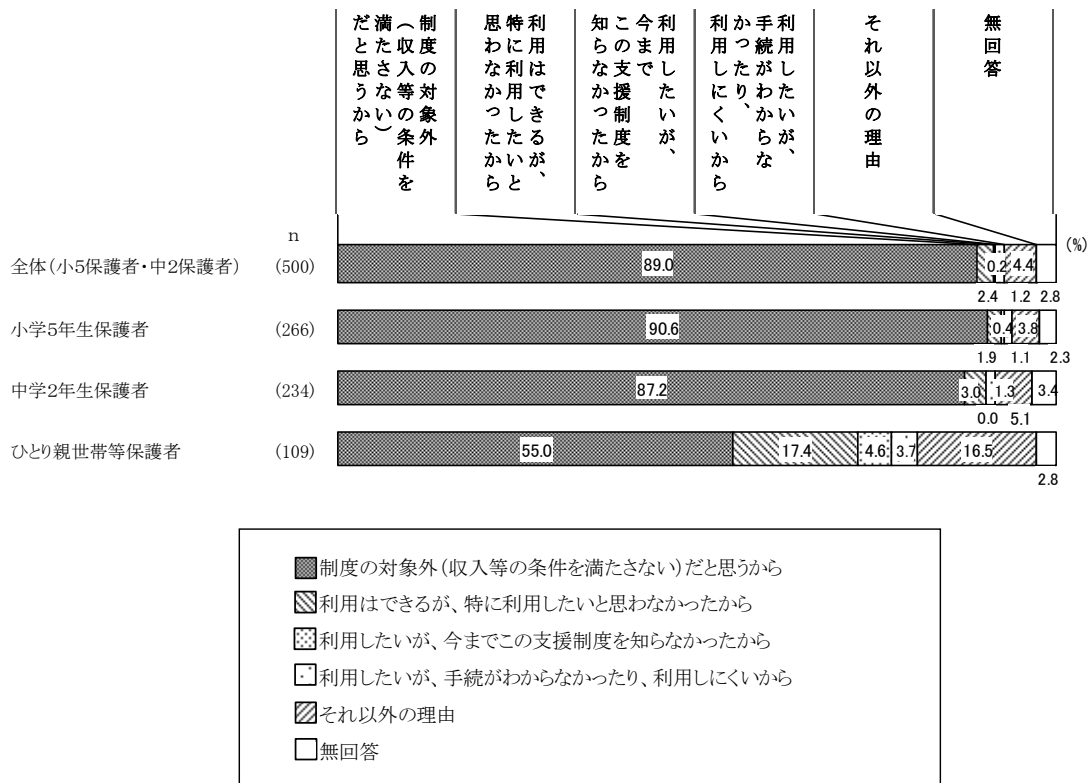 制度の対象外
（収入等の条件を
満たさない）
だと思うから
利用はできるが、
特に利用したいと
思わなかったから
利用したいが、
今まで
この支援制度を
知らなかったから
利用したいが、
手続がわからな
かったり、
利用しにくいから
それ以外の理由
無回答
n
(%)
全体(小5保護者・中2保護者) (500) 89.0 0.2 4.4
2.4 1.2 2.8
小学5年生保護者 (266) 90.6 0.4 3.8
1.9 1.1 2.3
中学2年生保護者 (234) 87.2 3.0 1.3 3.4
0.0 5.1
ひとり親世帯等保護者 (109) 55.0 17.4 4.6 3.7 16.5
2.8
制度の対象外(収入等の条件を満たさない)だと思うから
利用はできるが、特に利用したいと思わなかったから
利用したいが、今までこの支援制度を知らなかったから
利用したいが、手続がわからなかったり、利用しにくいから
それ以外の理由
無回答